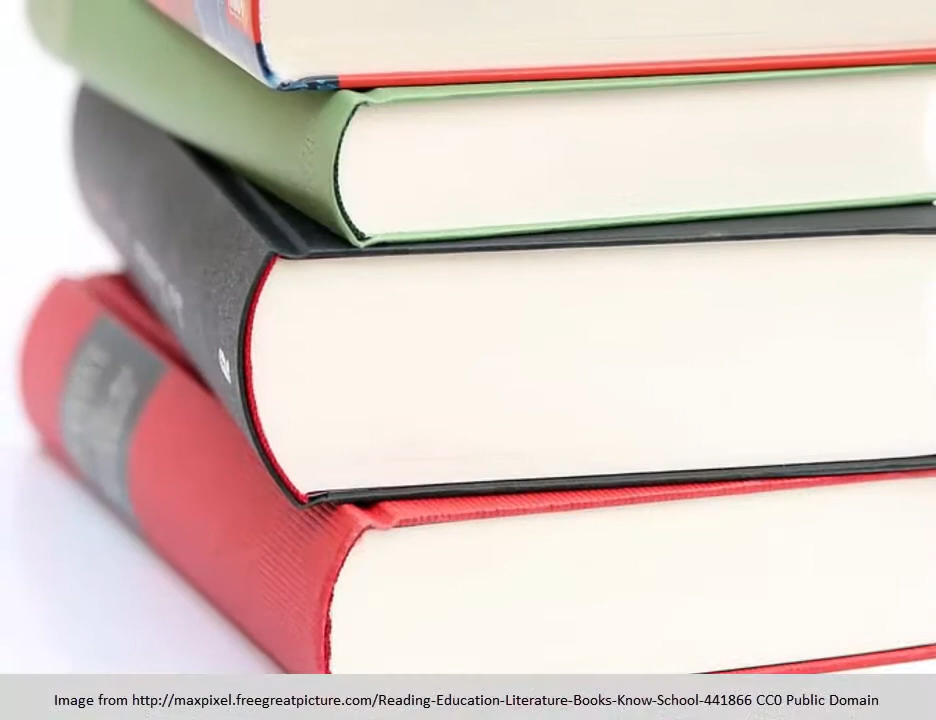 Image from http://maxpixel.freegreatpicture.com/Reading-Education-Literature-Books-Know-School-441866 CC0 Public Domain